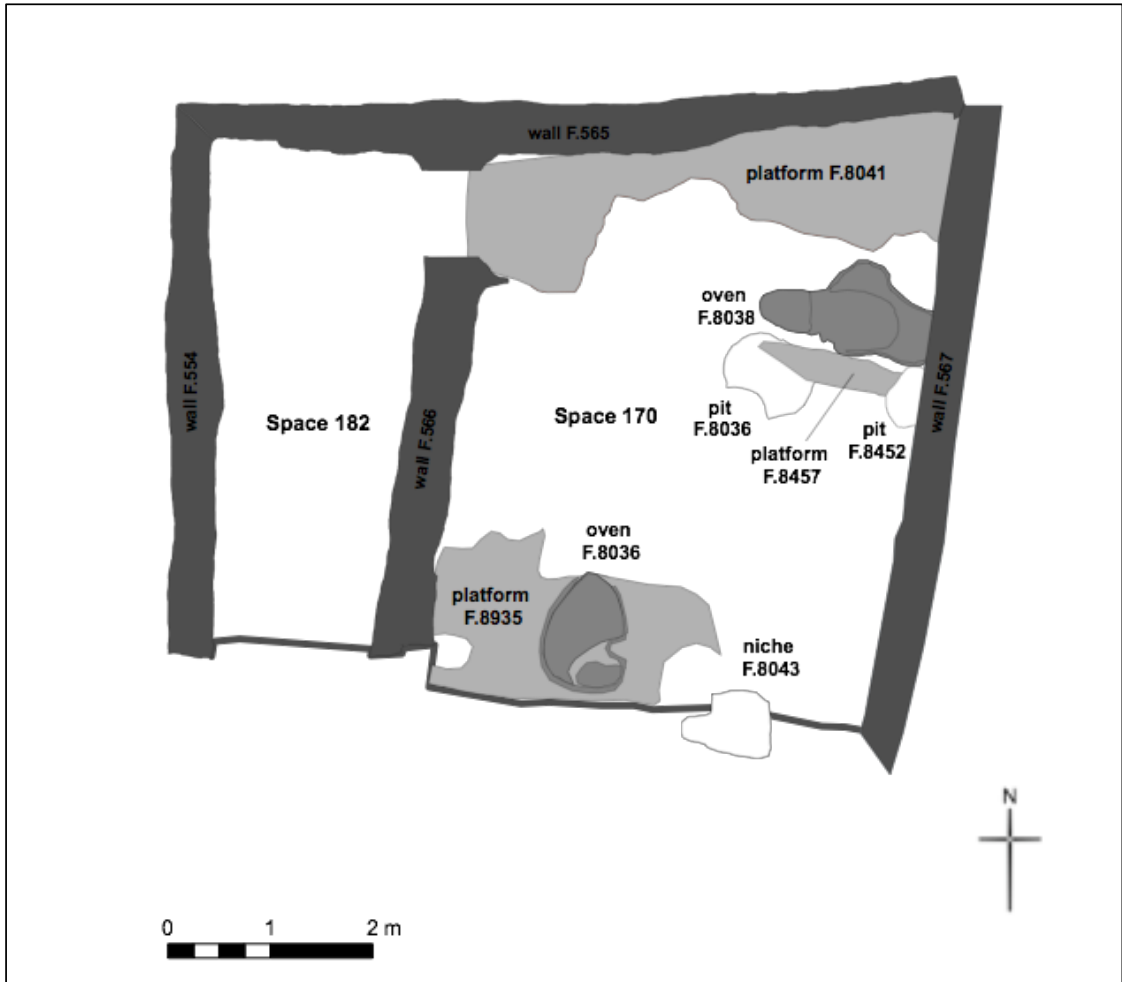 wall F.565
platform F.8041
oven
F.8038
wall F.554
Space 182
wall F.566
Space 170
pit
F.8036
platform
F.8457
pit
F.8452
wall F.567
oven
F.8036
platform
F.8935
niche
F.8043
N
0 1 2 m